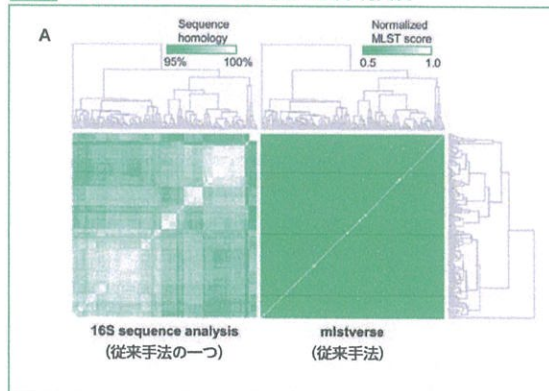 A
Sequence
homology
95% 100%
Normalized
MLST score
0.5 1.0
16S sequence analysis
(従来手法の一つ)
mlstverse
(従来手法)